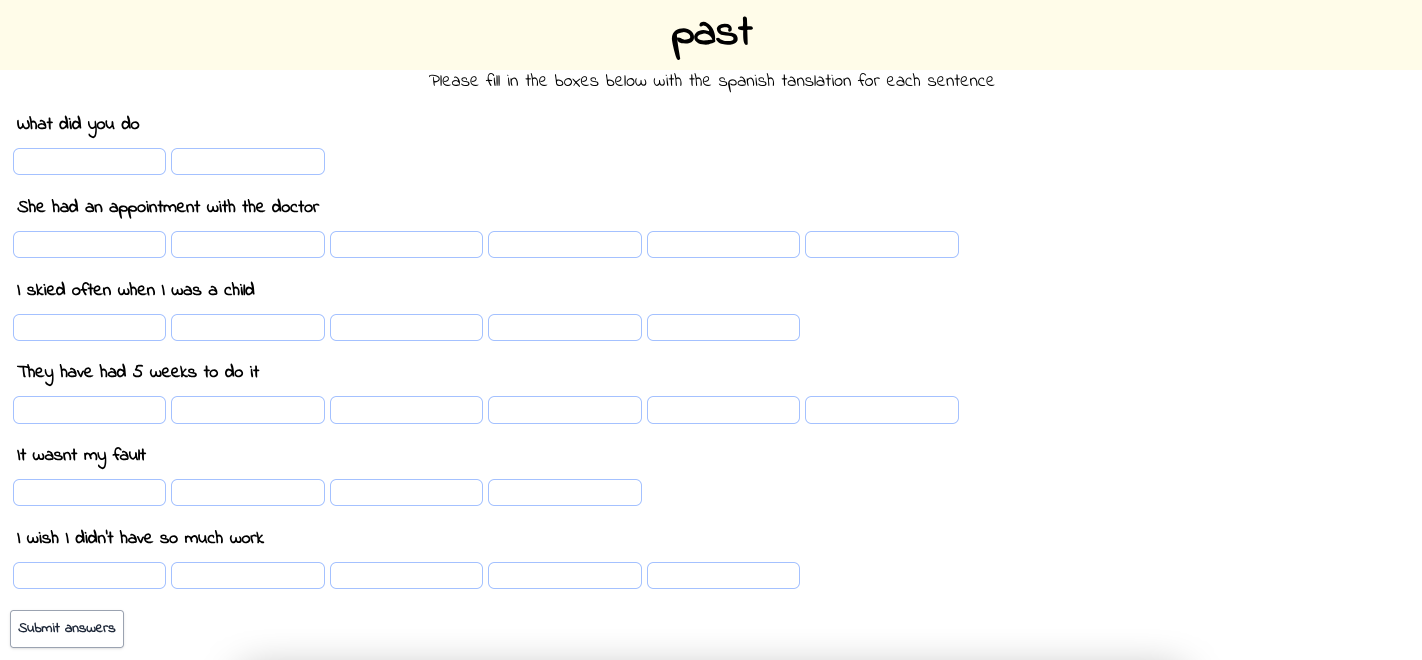 past
Please fill in the boxes below with the spanish tanslation for each sentence
What did you do
She had an appointment with the doctor
I skied often when I was a child
They have had 5 weeks to do it
It wasnt my fault
I wish I didn't have so much work
Submit answers